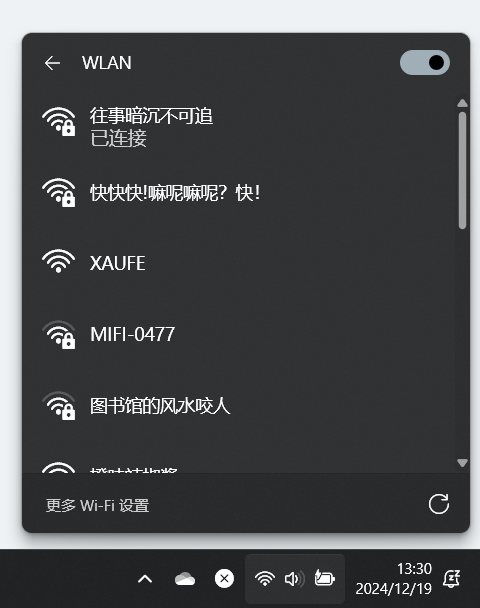 WLAN
往事暗沉不可追
已连接
快快快!嘛呢嘛呢？快！
XAUFE
MIFI-0477
图书馆的风水咬人
更多 Wi-Fi 设置
13:30
2024/12/19